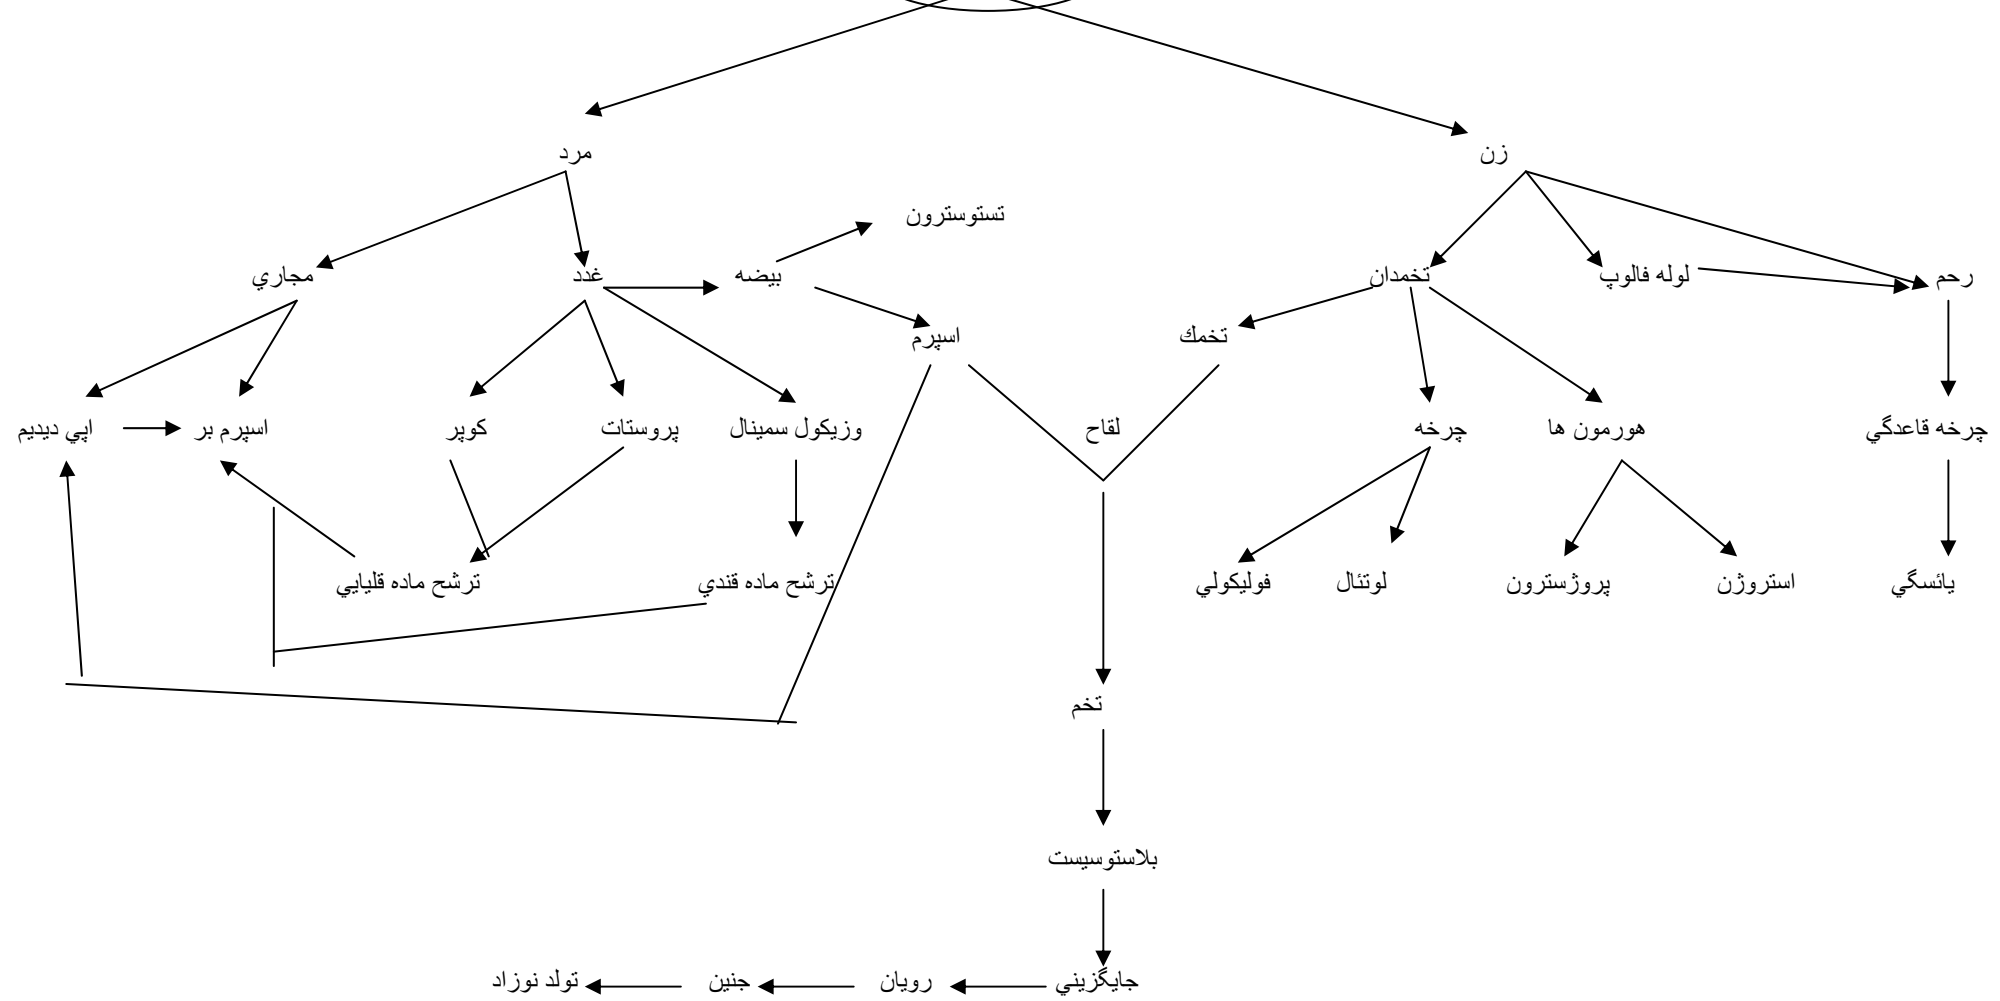 زن
مرد
تستوسترون
رحم
لوله فالوپ
تخمدان
بيضه
غدد
مجاري
تخمك
اسپرم
چرخه قاعدگي
هورمون ها
چرخه
لقاح
وزيكول سمينال
پروستات
كوپر
اسپرم بر
اپي ديديم
يائسگي
استروژن
پروژسترون
لوتئال
فوليكولي
ترشح ماده قندي
ترشح ماده قليايي
تخم
بلاستوسيست
جايگزيني
رويان
جنين
تولد نوزاد